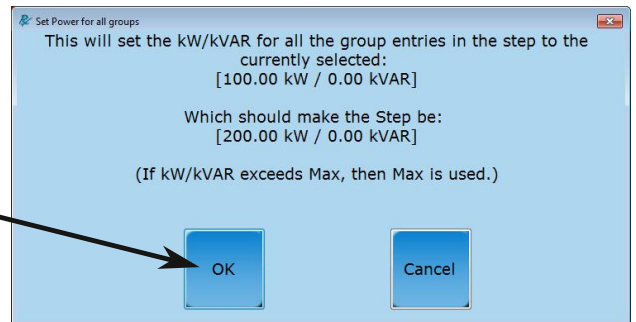 Set Power for all groups
This will set the kW/kVAR for all the group entries in the step to the
currently selected:
[100.00 kW / 0.00 kVAR]
Which should make the Step be:
[200.00 kW / 0.00 kVAR]
(If kW/kVAR exceeds Max, then Max is used.)
OK
Cancel